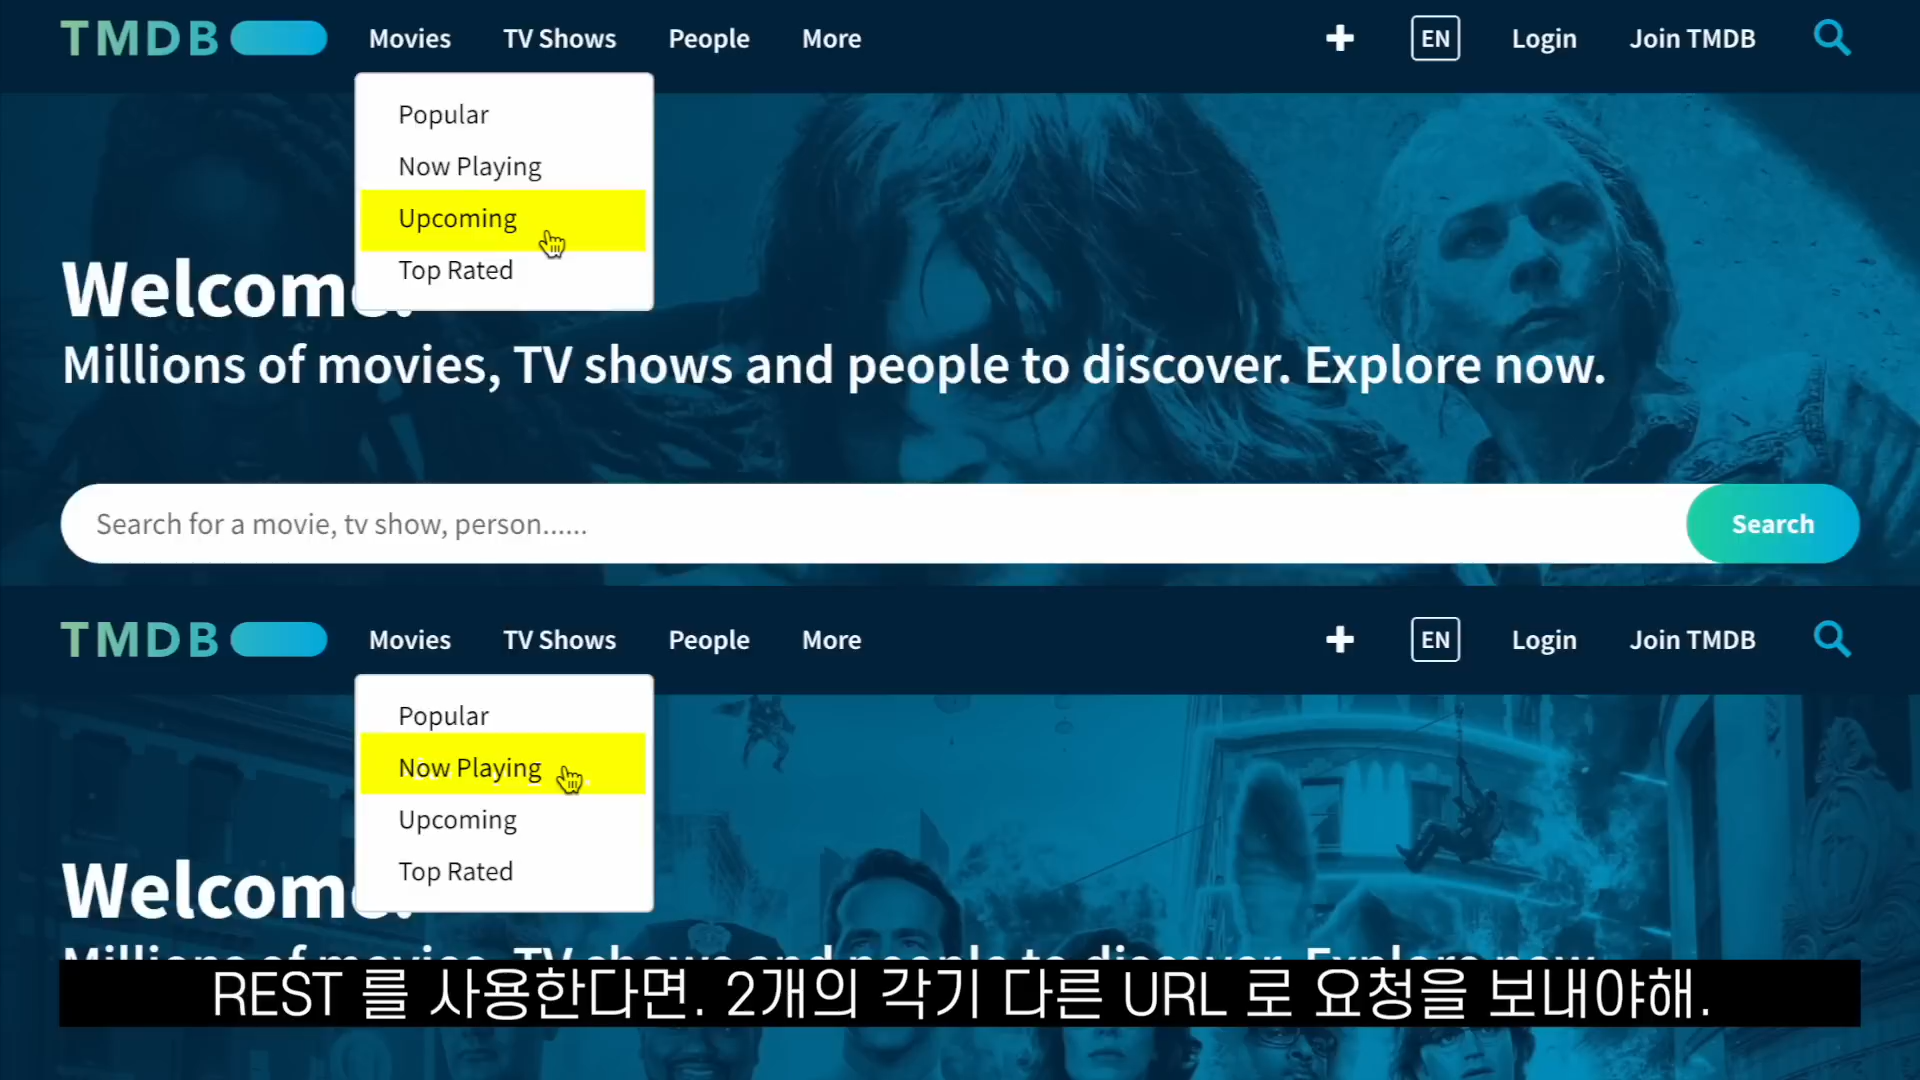 TMDB Movies TV Shows People More EN Login Join TMDB
Popular
Now Playing
Upcoming
Top Rated
Millions of movies, TV shows and people to discover. Explore now.
Search for a movie, tv show, person......
Search
TMDB Movies TV Shows People More EN Login Join TMDB
Popular
Now Playing
Upcoming
Top Rated
REST 를 사용한다면. 2개의 각기 다른 URL 로 요청을 보내야해.